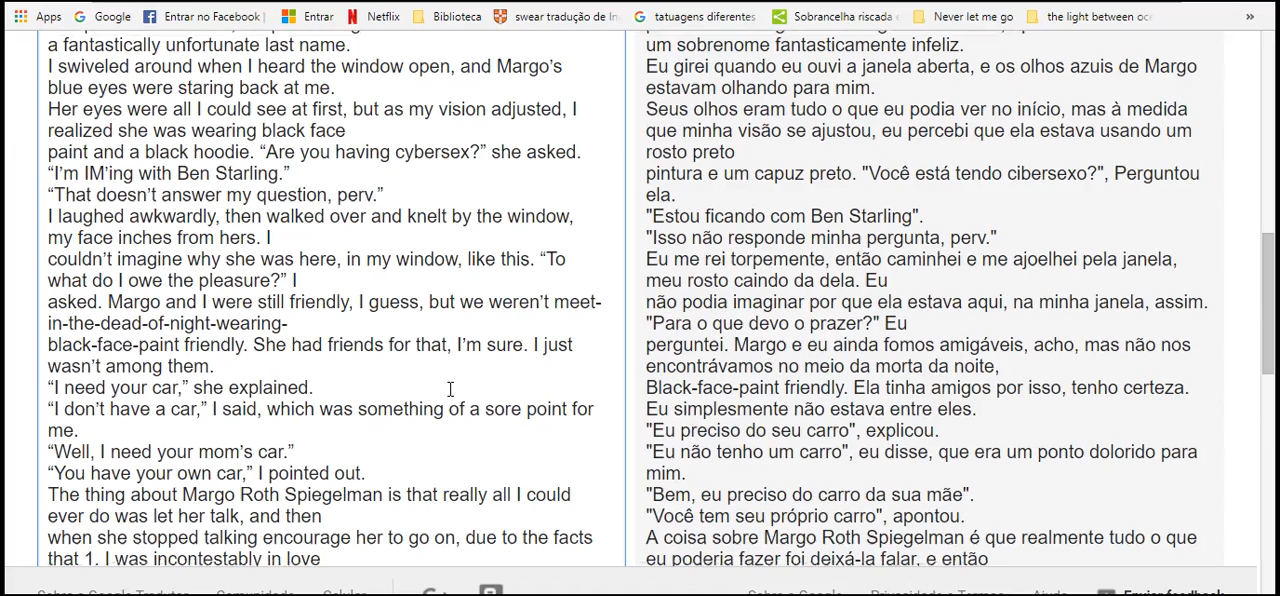 Apps Google Entrar no Facebook Entrar Netflix Biblioteca swear tradução de In tatuagens diferentes Sobrancelha riscada Never let me go the light between oce »
a fantastically unfortunate last name.
I swiveled around when I heard the window open, and Margo's
blue eyes were staring back at me.
Her eyes were all I could see at first, but as my vision adjusted, I
realized she was wearing black face
paint and a black hoodie. “Are you having cybersex?” she asked.
“I'm IM'ing with Ben Starling.”
“That doesn't answer my question, perv.”
I laughed awkwardly, then walked over and knelt by the window,
my face inches from hers. I
couldn't imagine why she was here, in my window, like this. “To
what do I owe the pleasure?” I
asked. Margo and I were still friendly, I guess, but we weren't meet-
in-the-dead-of-night-wearing-
black-face-paint friendly. She had friends for that, I'm sure. I just
wasn't among them.
“I need your car,” she explained.
“I don't have a car,” I said, which was something of a sore point for
me.
“Well, I need your mom's car.”
“You have your own car,” I pointed out.
The thing about Margo Roth Spiegelman is that really all I could
ever do was let her talk, and then
when she stopped talking encourage her to go on, due to the facts
that 1. I was incontestably in love
um sobrenome fantasticamente infeliz.
Eu girei quando eu ouvi a janela aberta, e os olhos azuis de Margo
estavam olhando para mim.
Seus olhos eram tudo o que eu podia ver no início, mas à medida
que minha visão se ajustou, eu percebi que ela estava usando um
rosto preto
pintura e um capuz preto. "Você está tendo cibersexo?", Perguntou
ela.
"Estou ficando com Ben Starling".
"Isso não responde minha pergunta, perv."
Eu me rei torpemente, então caminhei e me ajoelhei pela janela,
meu rosto caindo da dela. Eu
não podia imaginar por que ela estava aqui, na minha janela, assim.
"Para o que devo o prazer?" Eu
perguntei. Margo e eu ainda fomos amigáveis, acho, mas não nos
encontrávamos no meio da morta da noite,
Black-face-paint friendly. Ela tinha amigos por isso, tenho certeza.
Eu simplesmente não estava entre eles.
"Eu preciso do seu carro", explicou.
"Eu não tenho um carro", eu disse, que era um ponto dolorido para
mim.
"Bem, eu preciso do carro da sua mãe".
"Você tem seu próprio carro", apontou.
A coisa sobre Margo Roth Spiegelman é que realmente tudo o que
eu poderia fazer foi deixá-la falar, e então